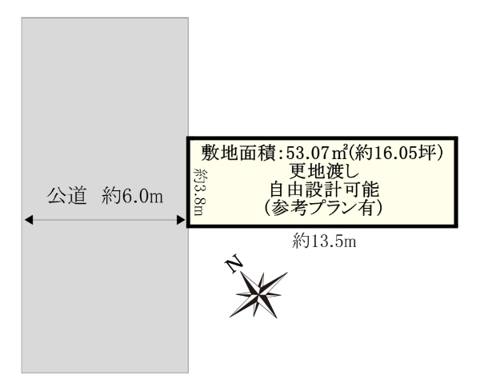 敷地面積:53.07㎡(約16.05坪)
更地渡し
自由設計可能
(参考プラン有)
約3.8m
公道 約6.0m
約13.5m
N